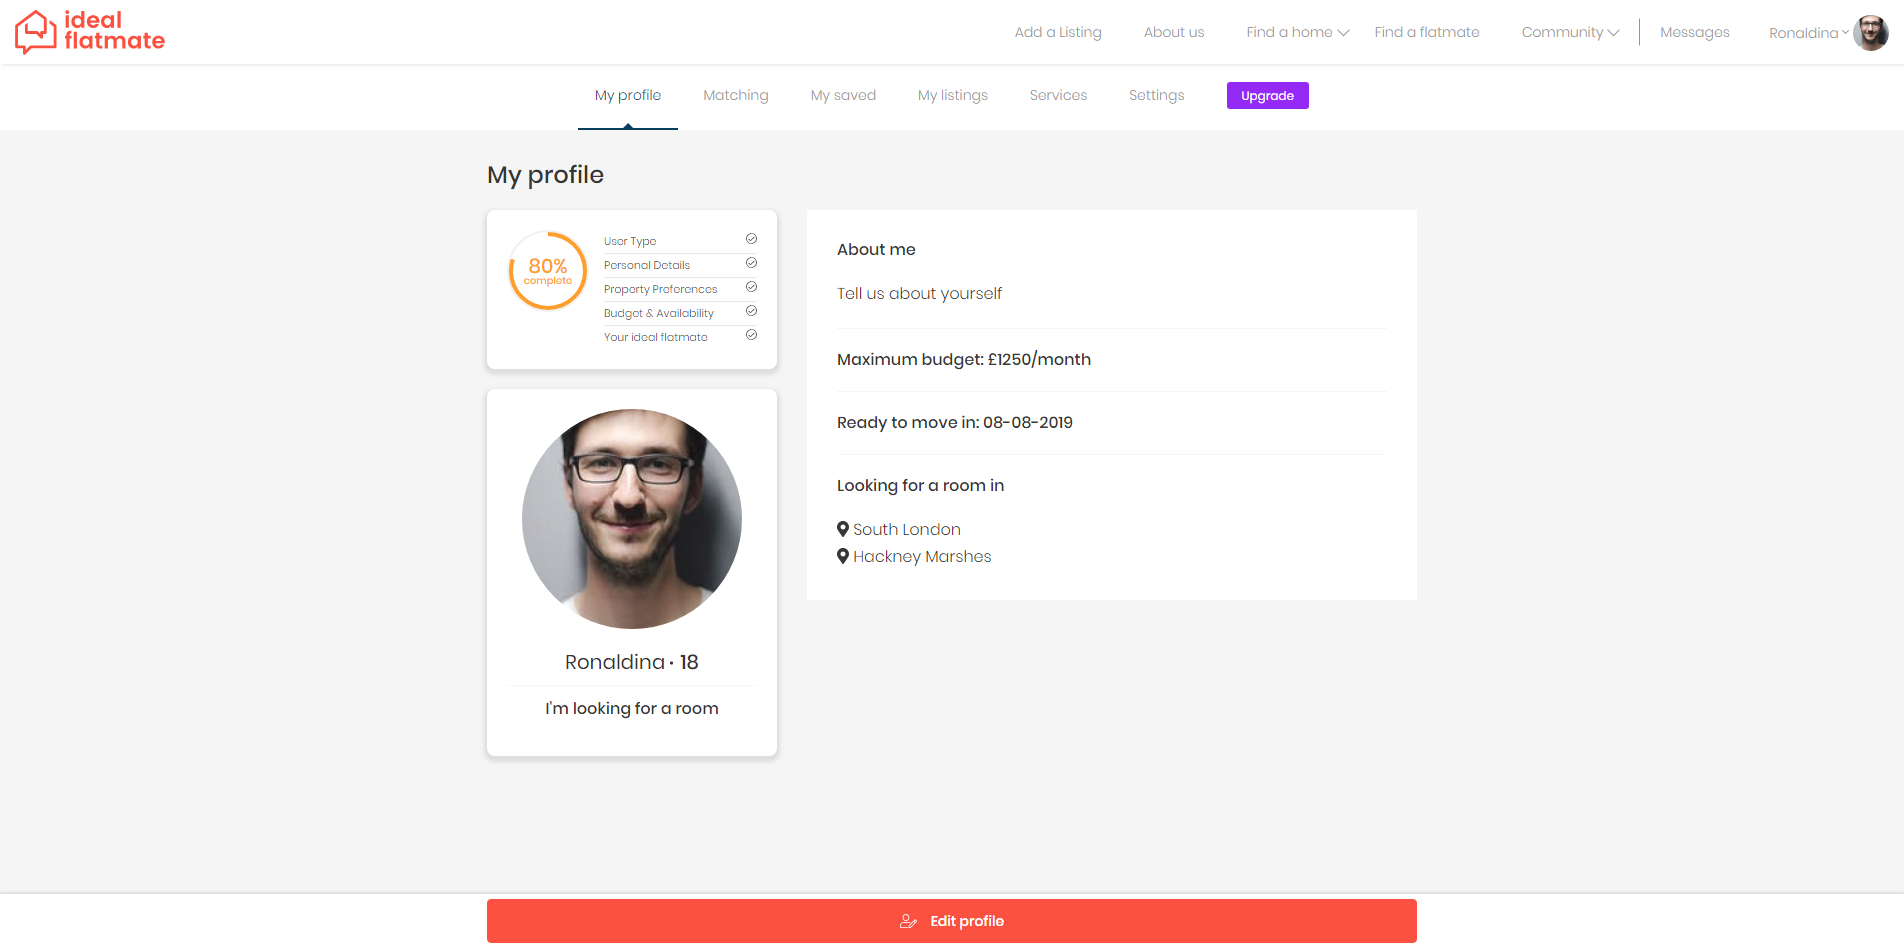 ideal
flatmate
Add a Listing
About us
Find a home
Find a flatmate
Community
Messages
Ronaldina
My profile
Matching
My saved
My listings
Services
Settings
Upgrade
My profile
80%
complete
User Type
Personal Details
Property Preferences
Budget & Availability
Your ideal flatmate
Ronaldina · 18
I'm looking for a room
About me
Tell us about yourself
Maximum budget: £1250/month
Ready to move in: 08-08-2019
Looking for a room in
South London
Hackney Marshes
Edit profile